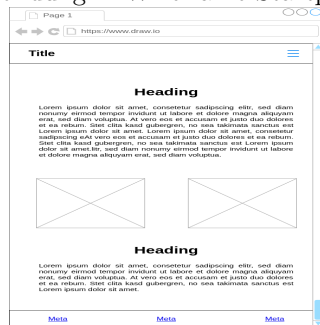 Page 1
https://www.draw.io
Title
Heading
Lorem ipsum dolor sit amet, consetetur sadipscing elitr, sed diam
nonumy eirmod tempor invidunt ut labore et dolore magna aliquyam
erat, sed diam voluptua. At vero eos et accusam et justo duo dolores
et ea rebum. Stet clita kasd gubergren, no sea takimata sanctus est
Lorem ipsum dolor sit amet. Lorem ipsum dolor sit amet, consetetur
sadipscing eAt vero eos et accusam et justo duo dolores et ea rebum.
Stet clita kasd gubergren, no sea takimata sanctus est Lorem ipsum
dolor sit amet.litr, sed diam nonumy eirmod tempor invidunt ut labore
et dolore magna aliquyam erat, sed diam voluptua.
Heading
Lorem ipsum dolor sit amet, consetetur sadipscing elitr, sed diam
nonumy eirmod tempor invidunt ut labore et dolore magna aliquyam
erat, sed diam voluptua. At vero eos et accusam et justo duo dolores
et ea rebum. Stet clita kasd gubergren, no sea takimata sanctus est
Lorem ipsum dolor sit amet.
Meta Meta Meta